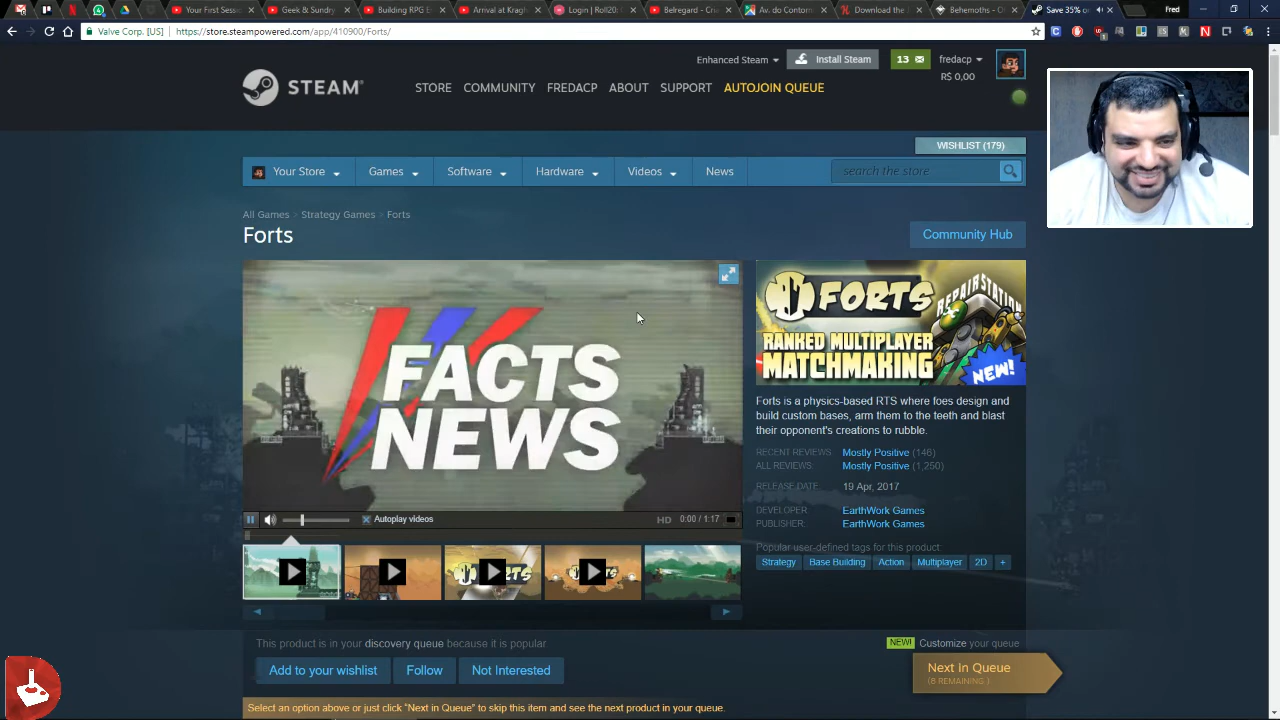 Your First Sess
Geek & Sundry
Building RPG E
Arrival at Kragh
Login | Roll20:
Belregard - Cri
Av. do Contorn
Download the
Behemoths - O
Save 35% o
Fred
Valve Corp. [US]
https://store.steampowered.com/app/410900/Forts/
Enhanced Steam
Install Steam
13
fredacp
R$ 0,00
STEAM
STORE COMMUNITY FREDACP ABOUT SUPPORT AUTOJOIN QUEUE
WISHLIST (179)
Your Store Games Software Hardware Videos News
search the store
All Games > Strategy Games > Forts
Forts
Community Hub
FACTS
NEWS
FORTS
REPAIR STATION
RANKED MULTIPLAYER
MATCHMAKING
NEW!
Forts is a physics-based RTS where foes design and
build custom bases, arm them to the teeth and blast
their opponent's creations to rubble.
RECENT REVIEWS: Mostly Positive (146)
ALL REVIEWS: Mostly Positive (1,250)
RELEASE DATE: 19 Apr, 2017
DEVELOPER: EarthWork Games
PUBLISHER: EarthWork Games
Popular user-defined tags for this product:
Strategy Base Building Action Multiplayer 2D +
Autoplay videos
HD 0:00 / 1:17
FORTS
FORTS
This product is in your discovery queue because it is popular
NEW! Customize your queue
Add to your wishlist Follow Not Interested
Next In Queue
(8 REMAINING )
Select an option above or just click "Next in Queue" to skip this item and see the next product in your queue.